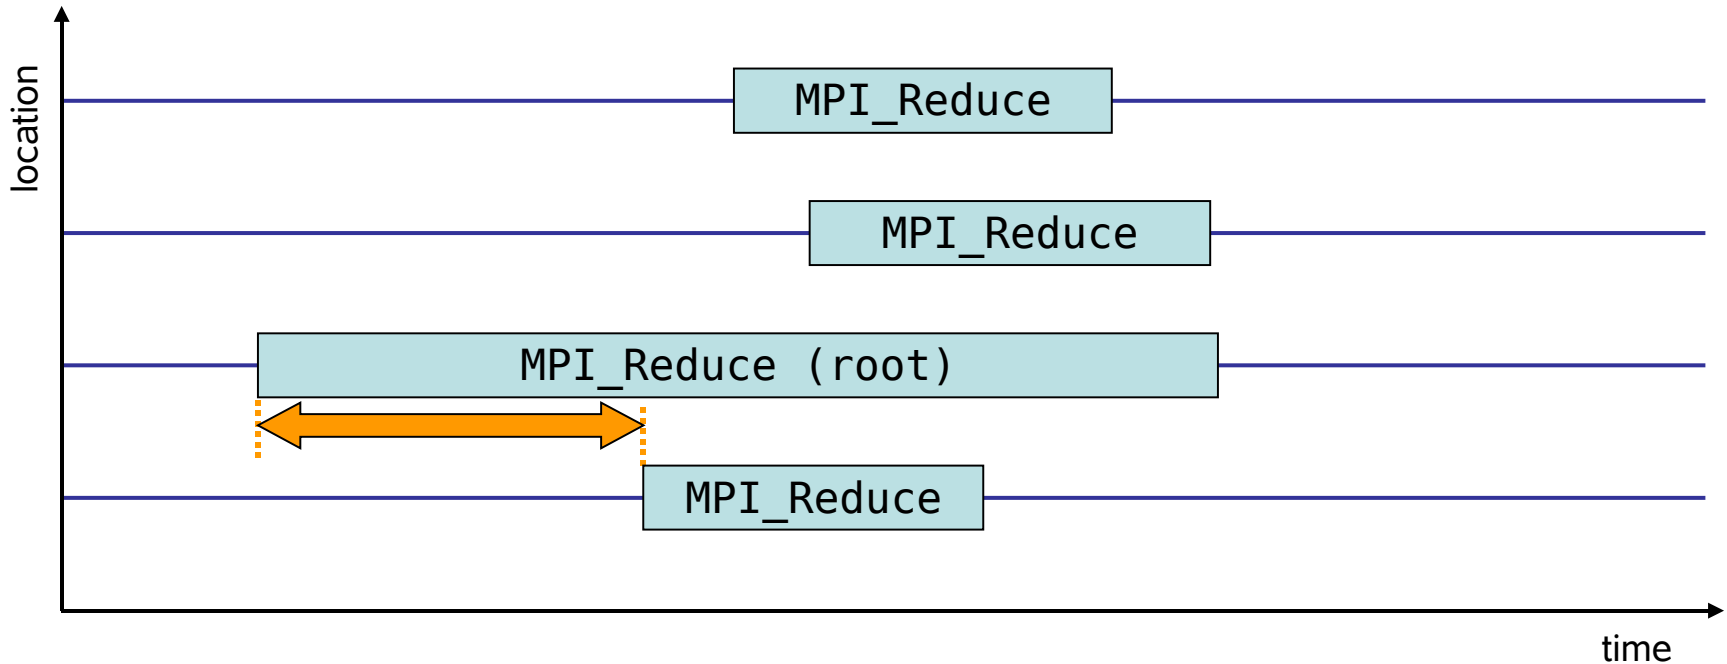 location
MPI_Reduce
MPI_Reduce
MPI_Reduce (root)
MPI_Reduce
time